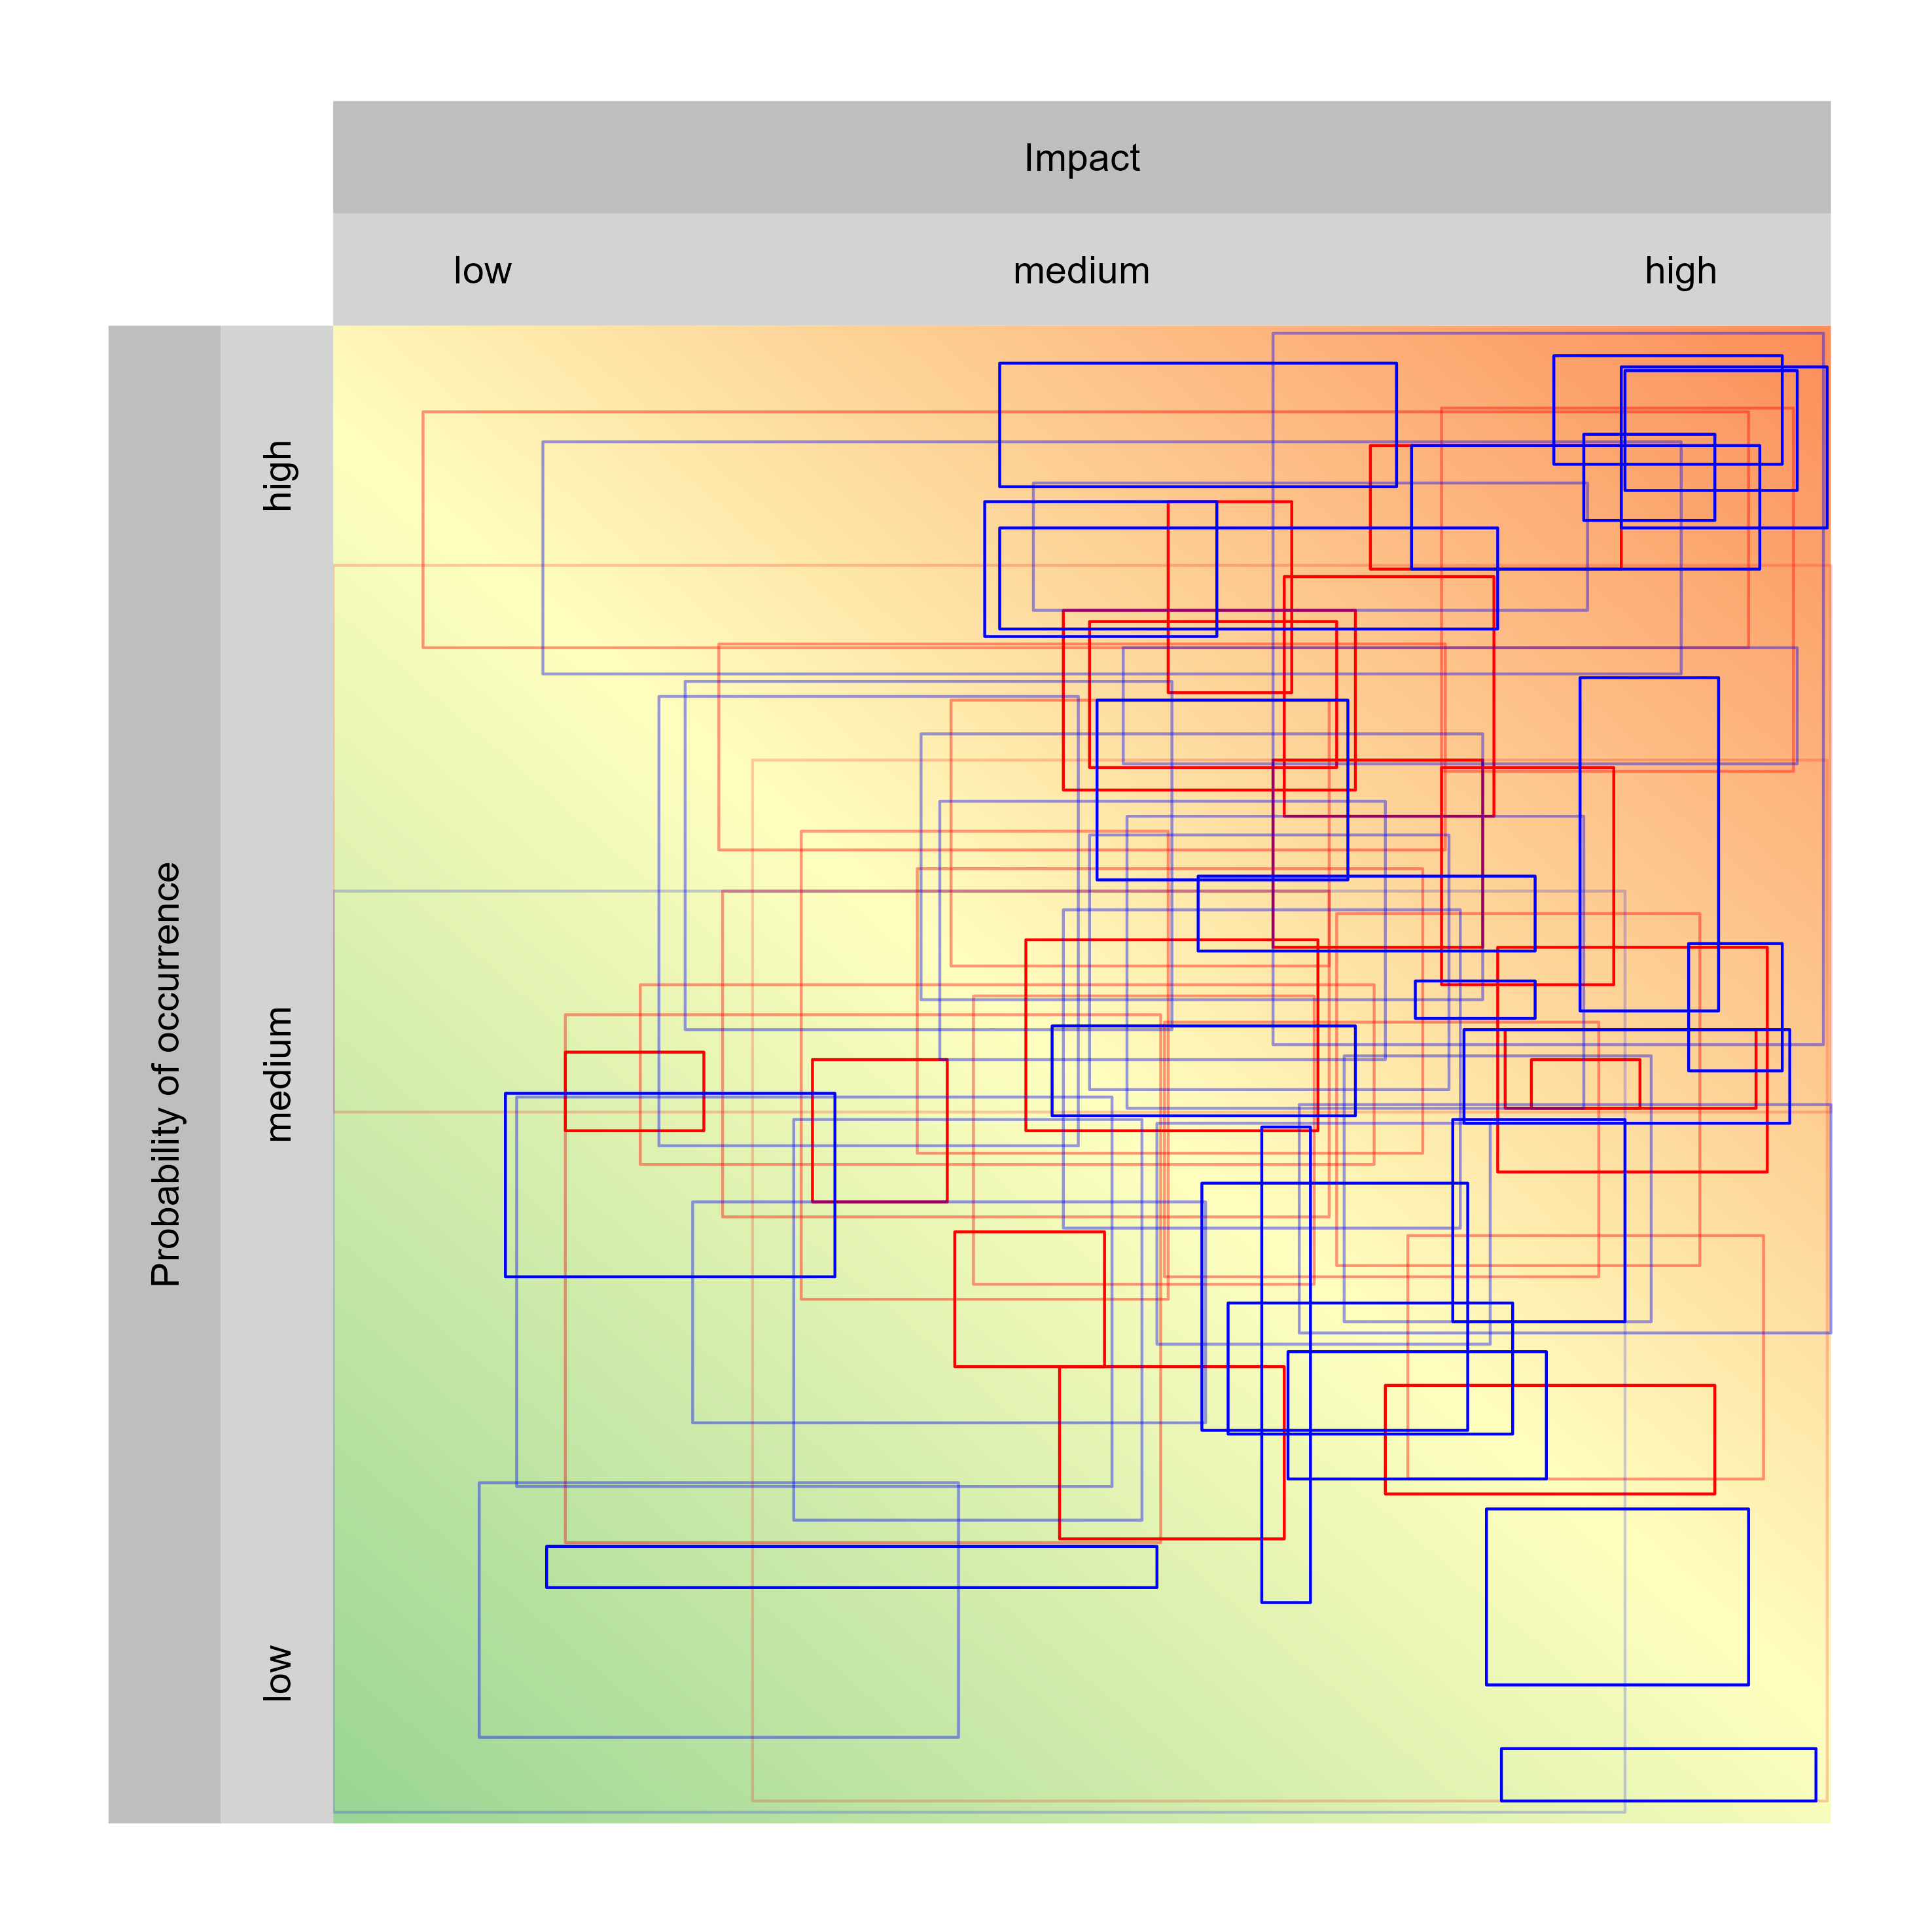 Impact
low
medium
high
Probability of occurrence
high
medium
low